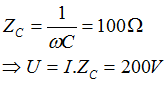 Z_C = 1/(ωC) = 100Ω
⇒ U = I.Z_C = 200V